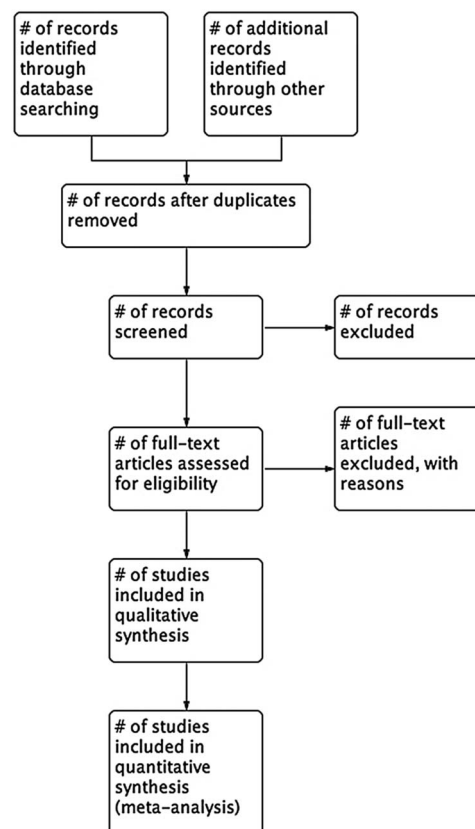 # of records
identified
through
database
searching
# of additional
records
identified
through other
sources
# of records after duplicates
removed
# of records
screened
# of records
excluded
# of full-text
articles assessed
for eligibility
# of full-text
articles
excluded, with
reasons
# of studies
included in
qualitative
synthesis
# of studies
included in
quantitative
synthesis
(meta-analysis)